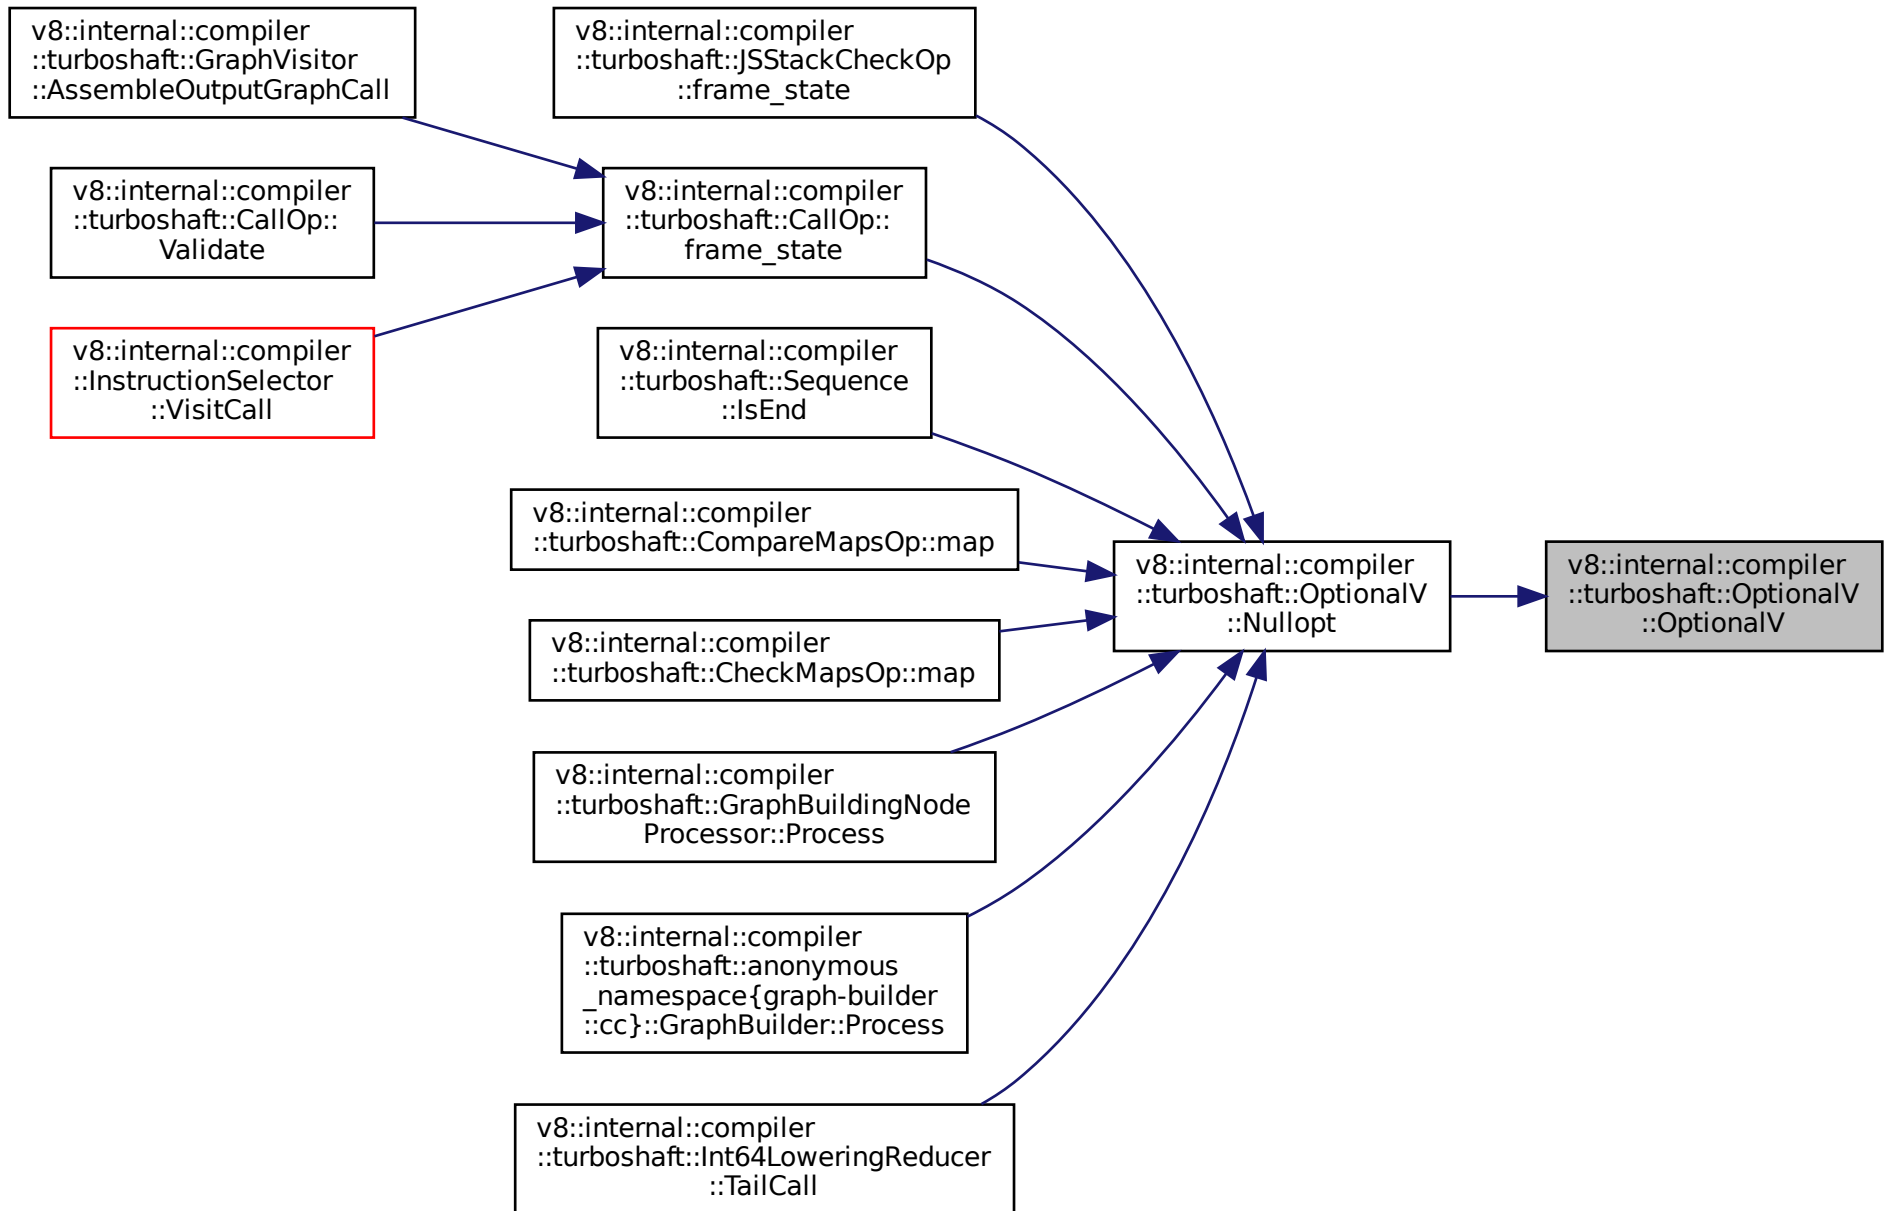 v8::internal::compiler
::turboshaft::GraphVisitor
::AssembleOutputGraphCall
v8::internal::compiler
::turboshaft::CallOp::
Validate
v8::internal::compiler
::InstructionSelector
::VisitCall
v8::internal::compiler
::turboshaft::JSStackCheckOp
::frame_state
v8::internal::compiler
::turboshaft::CallOp::
frame_state
v8::internal::compiler
::turboshaft::Sequence
::IsEnd
v8::internal::compiler
::turboshaft::CompareMapsOp::map
v8::internal::compiler
::turboshaft::CheckMapsOp::map
v8::internal::compiler
::turboshaft::GraphBuildingNode
Processor::Process
v8::internal::compiler
::turboshaft::anonymous
_namespace{graph-builder
::cc}::GraphBuilder::Process
v8::internal::compiler
::turboshaft::Int64LoweringReducer
::TailCall
v8::internal::compiler
::turboshaft::OptionalV
::Nullopt
v8::internal::compiler
::turboshaft::OptionalV
::OptionalV